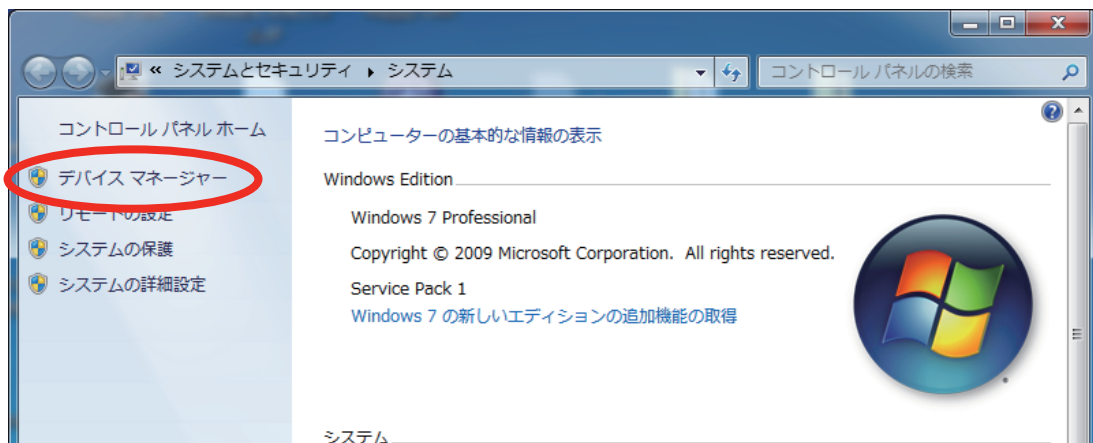 « システムとセキュリティ ▸ システム
コントロール パネルの検索
コントロール パネル ホーム
デバイス マネージャー
リモートの設定
システムの保護
システムの詳細設定
コンピューターの基本的な情報の表示
Windows Edition
Windows 7 Professional
Copyright © 2009 Microsoft Corporation. All rights reserved.
Service Pack 1
Windows 7 の新しいエディションの追加機能の取得
システム